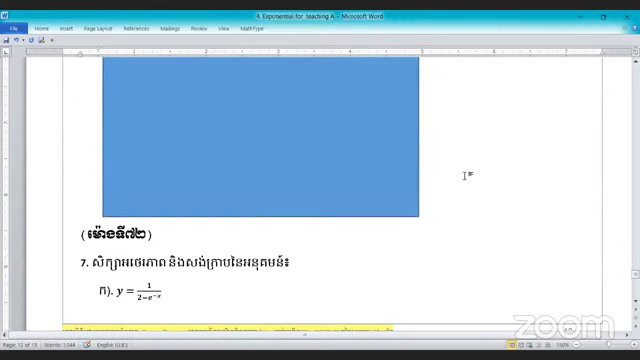 4. Exponential for teaching A - Microsoft Word
File Home Insert Page Layout References Mailings Review View MathType
(ម៉ោងទី៧២)
7. សិក្សាអថេរភាព និងសង់ក្រាបនៃអនុគមន៍៖
ក). y = 1/(2−e^−x)
Page: 12 of 13 Words: 1,044 English (U.K.) 150%
zoom